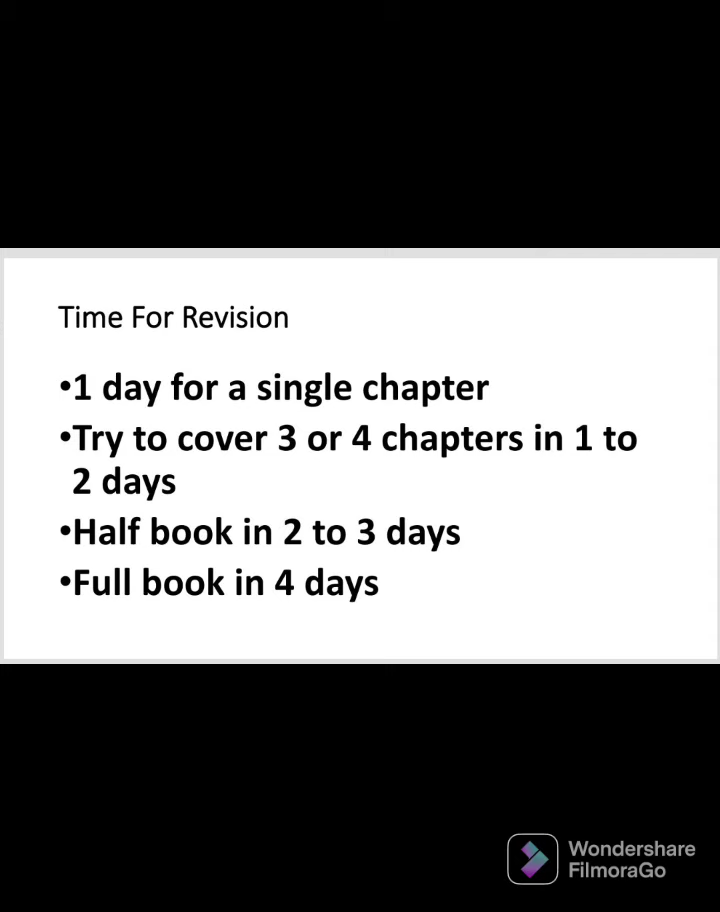 Time For Revision
•1 day for a single chapter
•Try to cover 3 or 4 chapters in 1 to
2 days
•Half book in 2 to 3 days
•Full book in 4 days
Wondershare
FilmoraGo